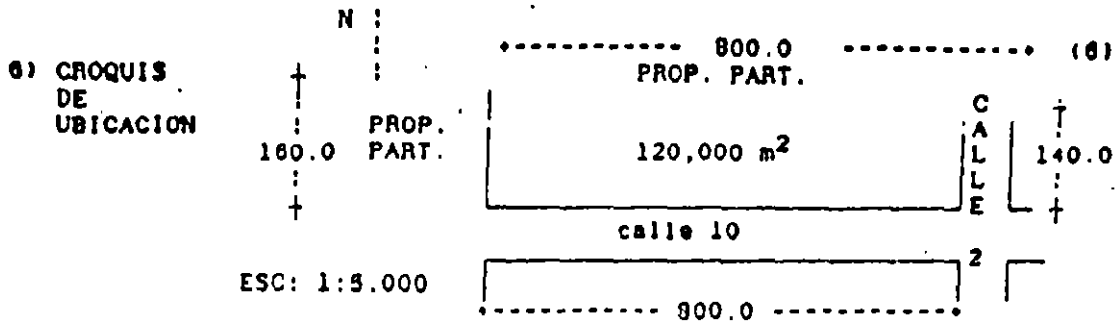 N
800.0 (6)
6) CROQUIS PROP. PART.
DE
UBICACION
PROP.
160.0 PART. 120,000 m² 140.0
CALLE
calle 10
2
ESC: 1:5.000
800.0